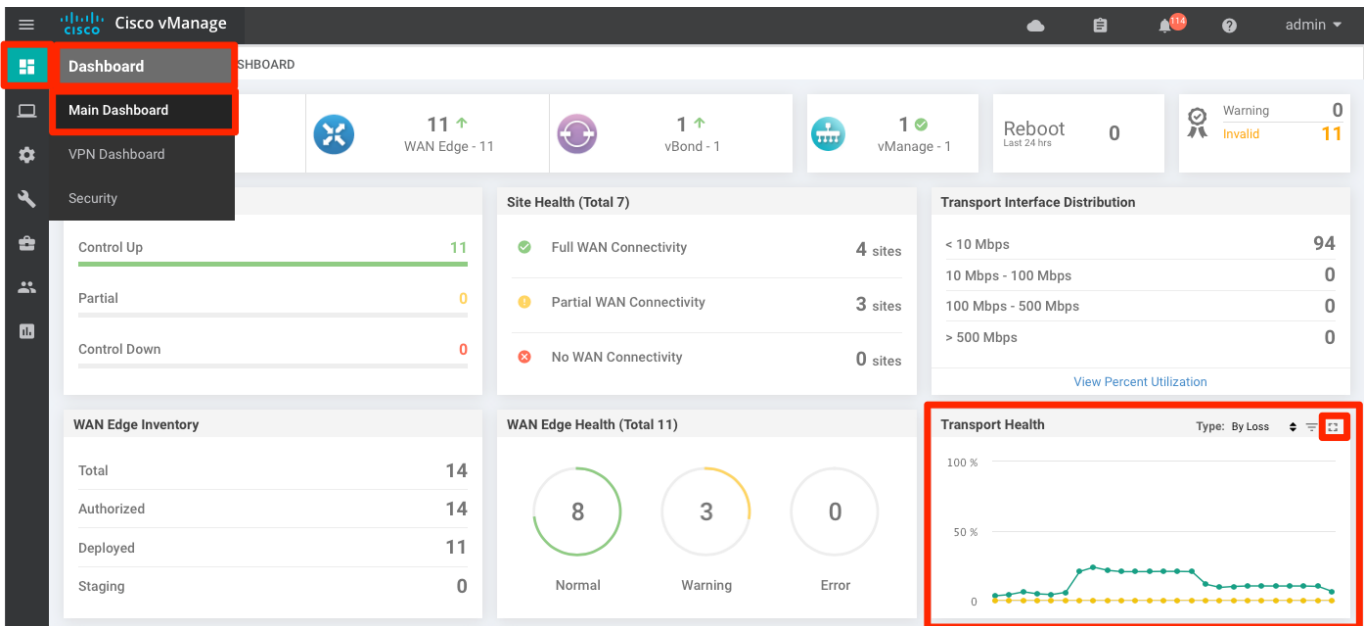 cisco Cisco vManage
114
admin
Dashboard
SHBOARD
Main Dashboard
VPN Dashboard
Security
11
WAN Edge - 11
1
vBond - 1
1
vManage - 1
Reboot
Last 24 hrs
0
Warning 0
Invalid 11
Control Up 11
Partial 0
Control Down 0
Site Health (Total 7)
Full WAN Connectivity 4 sites
Partial WAN Connectivity 3 sites
No WAN Connectivity 0 sites
Transport Interface Distribution
< 10 Mbps 94
10 Mbps - 100 Mbps 0
100 Mbps - 500 Mbps 0
> 500 Mbps 0
View Percent Utilization
WAN Edge Inventory
Total 14
Authorized 14
Deployed 11
Staging 0
WAN Edge Health (Total 11)
8 3 0
Normal Warning Error
Transport Health Type: By Loss
100 %
50 %
0